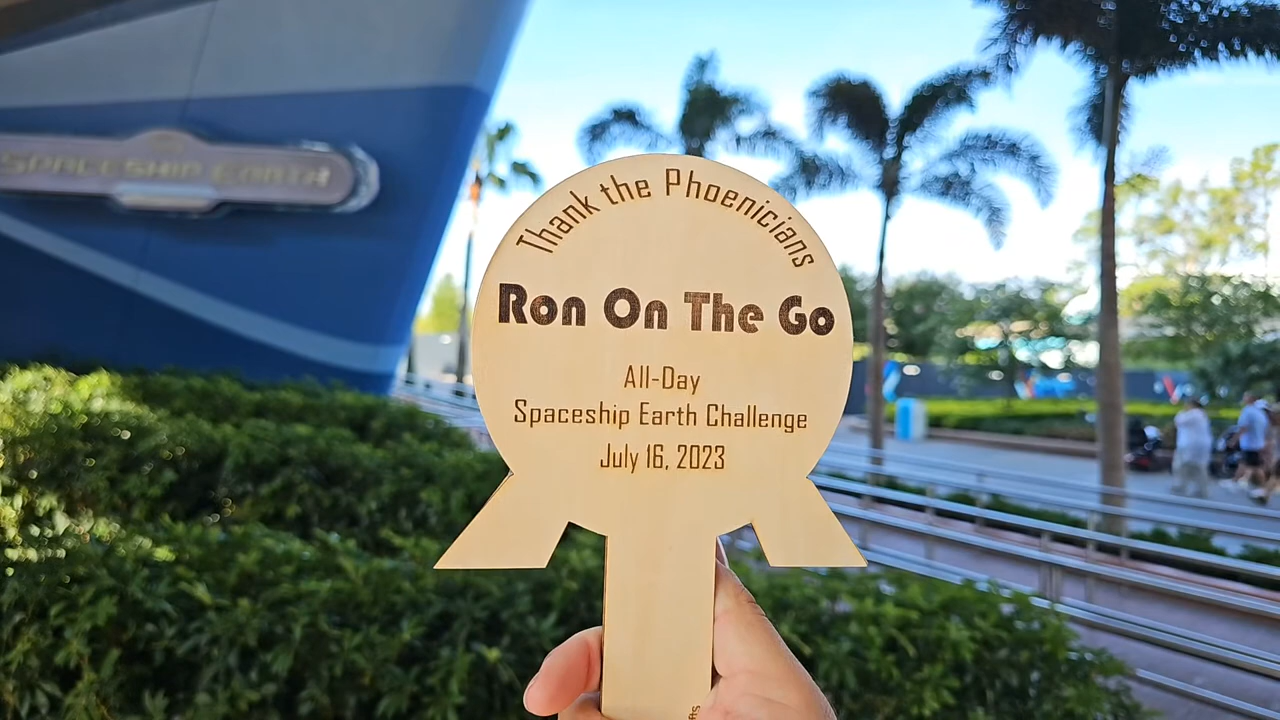 SPACESHIP EARTH
Thank the Phoenicians
Ron On The Go
All-Day
Spaceship Earth Challenge
July 16, 2023